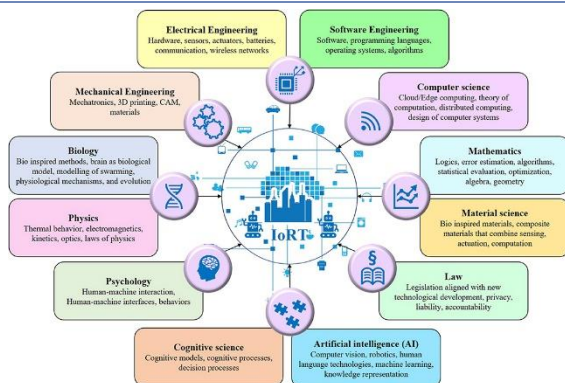 Electrical Engineering
Hardware, sensors, actuators, batteries,
communication, wireless networks
Software Engineering
Software, programming languages,
operating systems, algorithms
Mechanical Engineering
Mechatronics, 3D printing, CAM,
materials
Computer science
Cloud/Edge computing, theory of
computation, distributed computing,
design of computer systems
Biology
Bio inspired methods, brain as biological
model, modelling of swarming,
physiological mechanisms, and evolution
Mathematics
Logics, error estimation, algorithms,
statistical evaluation, optimization,
algebra, geometry
Physics
Thermal behavior, electromagnetics,
kinetics, optics, laws of physics
IoRT
Material science
Bio inspired materials, composite
materials that combine sensing,
actuation, computation
Psychology
Human-machine interaction,
Human-machine interfaces, behaviors
§
Law
Legislation aligned with new
technological development, privacy,
liability, accountability
Cognitive science
Cognitive models, cognitive processes,
decision processes
Artificial intelligence (AI)
Computer vision, robotics, human
language technologies, machine learning,
knowledge representation